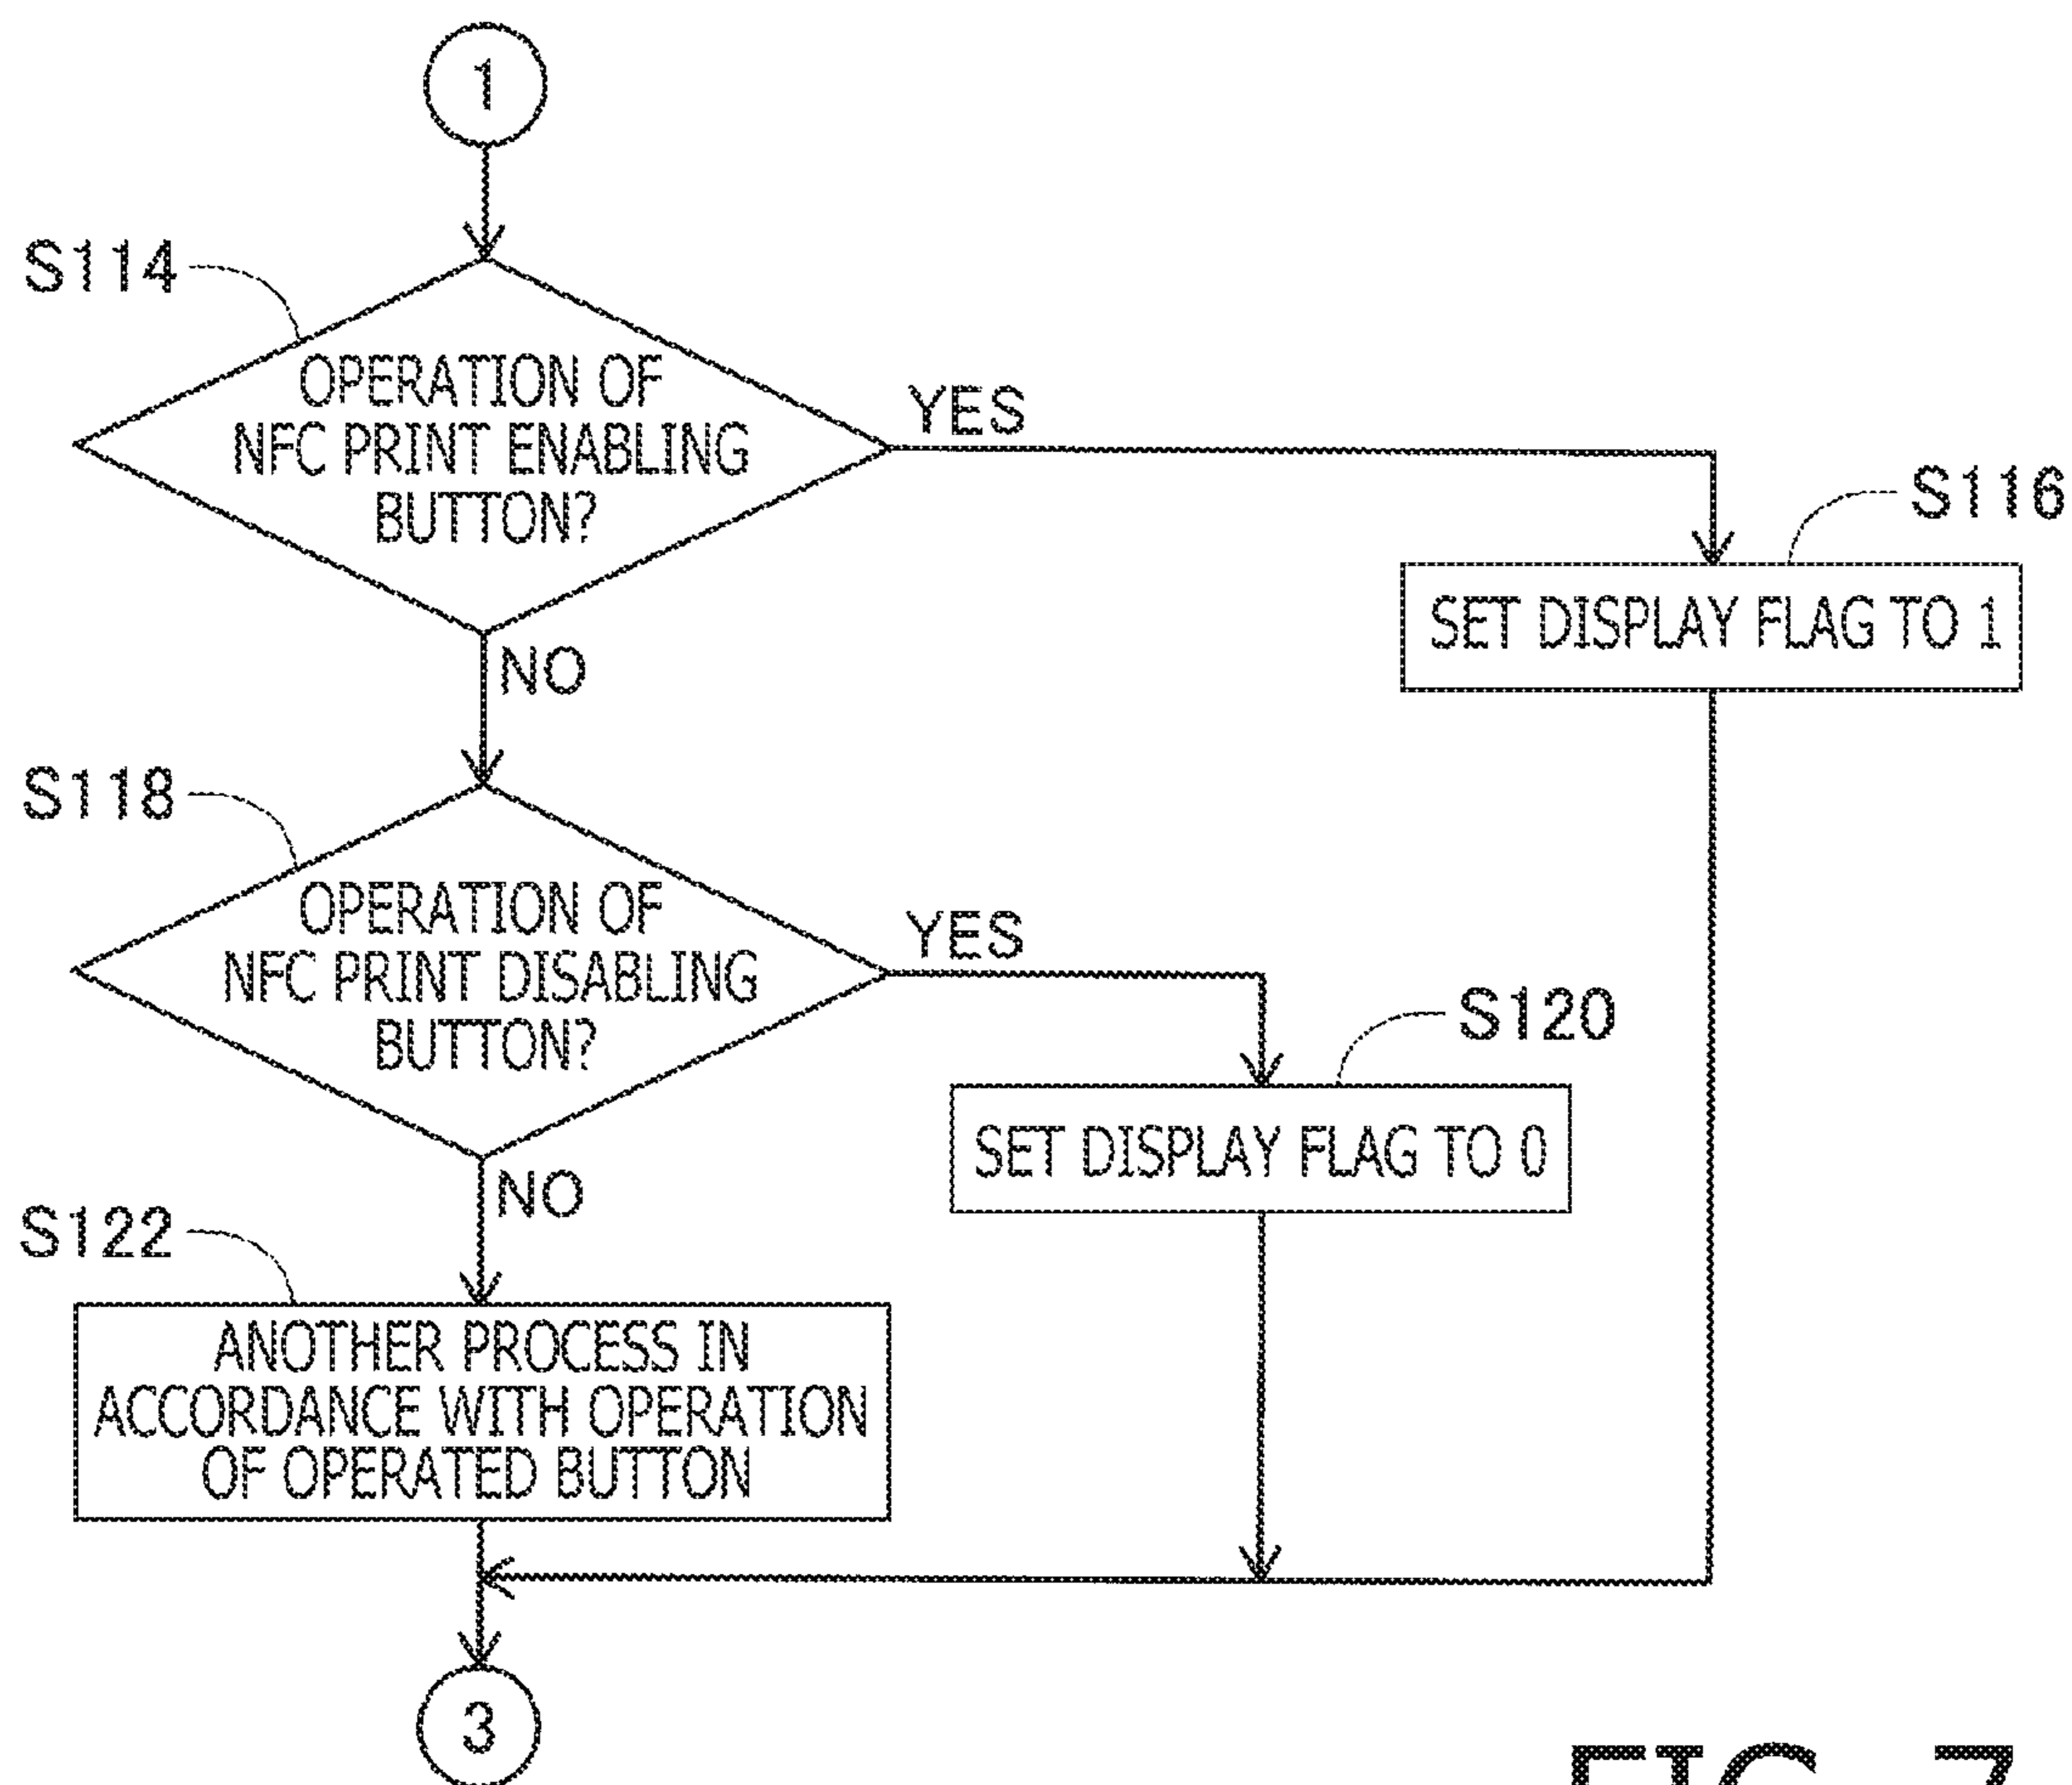 1
S114
OPERATION OF
NFC PRINT ENABLING
BUTTON?
YES
S116
SET DISPLAY FLAG TO 1
NO
S118
OPERATION OF
NFC PRINT DISABLING
BUTTON?
YES
S120
SET DISPLAY FLAG TO 0
NO
S122
ANOTHER PROCESS IN
ACCORDANCE WITH OPERATION
OF OPERATED BUTTON
3
FIG. 7